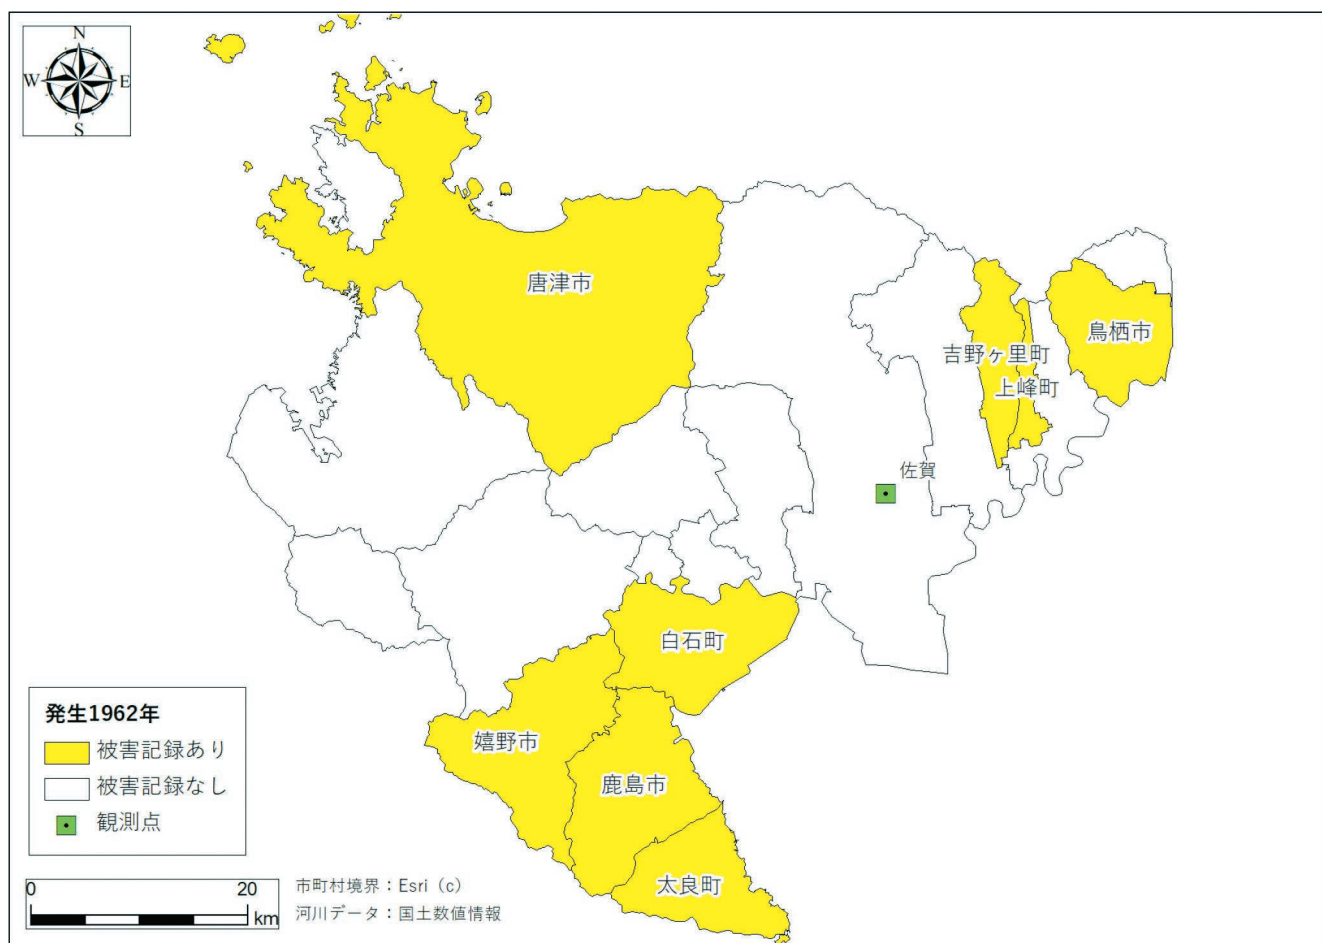 N
W
E
S
唐津市
鳥栖市
吉野ヶ里町
上峰町
佐賀
白石町
嬉野市
鹿島市
太良町
発生1962年
被害記録あり
被害記録なし
観測点
0 20
km
市町村境界：Esri（c）
河川データ：国土数値情報